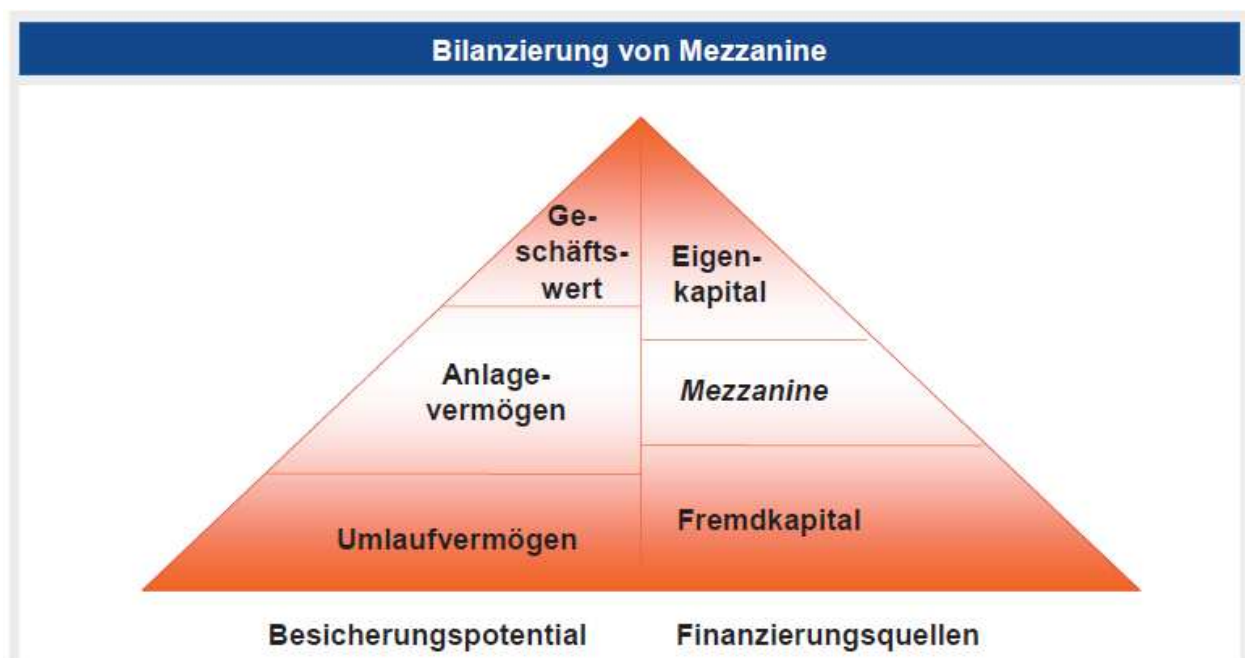 Bilanzierung von Mezzanine
Ge-
schäfts-
wert
Eigen-
kapital
Anlage-
vermögen
Mezzanine
Umlaufvermögen
Fremdkapital
Besicherungspotential
Finanzierungsquellen